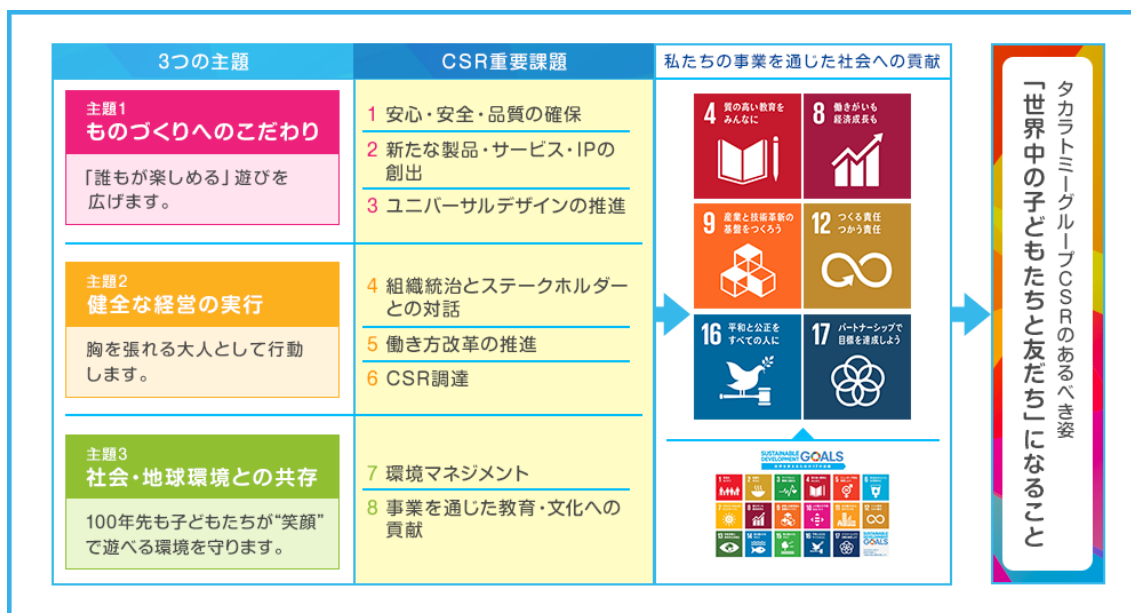 3つの主題
CSR重要課題
私たちの事業を通じた社会への貢献
主題1
ものづくりへのこだわり
「誰もが楽しめる」遊びを
広げます。
1 安心・安全・品質の確保
2 新たな製品・サービス・IPの
創出
3 ユニバーサルデザインの推進
主題2
健全な経営の実行
胸を張れる大人として行動
します。
4 組織統治とステークホルダー
との対話
5 働き方改革の推進
6 CSR調達
主題3
社会・地球環境との共存
100年先も子どもたちが“笑顔”
で遊べる環境を守ります。
7 環境マネジメント
8 事業を通じた教育・文化への
貢献
4 質の高い教育を
みんなに
8 働きがいも
経済成長も
9 産業と技術革新の
基盤をつくろう
12 つくる責任
つかう責任
16 平和と公正を
すべての人に
17 パートナーシップで
目標を達成しよう
SUSTAINABLE
DEVELOPMENT GOALS
タカラトミーグループCSRのあるべき姿
「世界中の子どもたちと友だち」になること